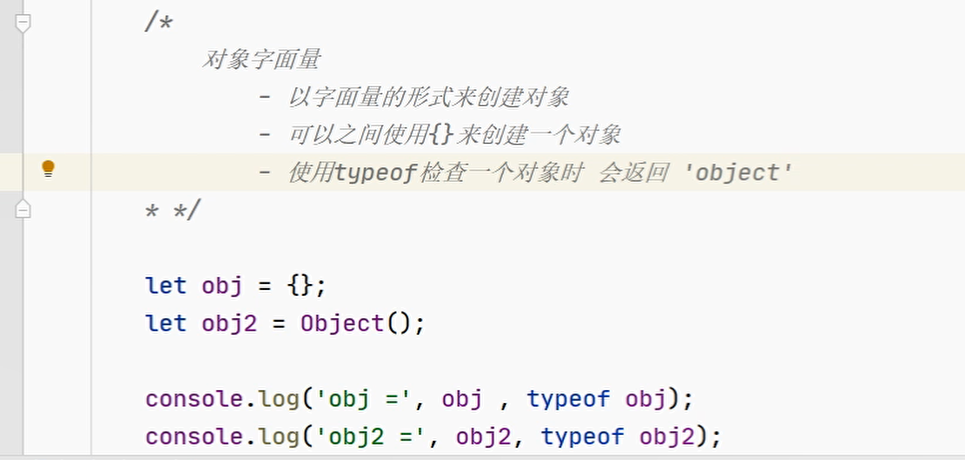 /*
对象字面量
- 以字面量的形式来创建对象
- 可以之间使用{}来创建一个对象
- 使用typeof检查一个对象时 会返回 'object'
* */
let obj = {};
let obj2 = Object();
console.log('obj =', obj , typeof obj);
console.log('obj2 =', obj2, typeof obj2);